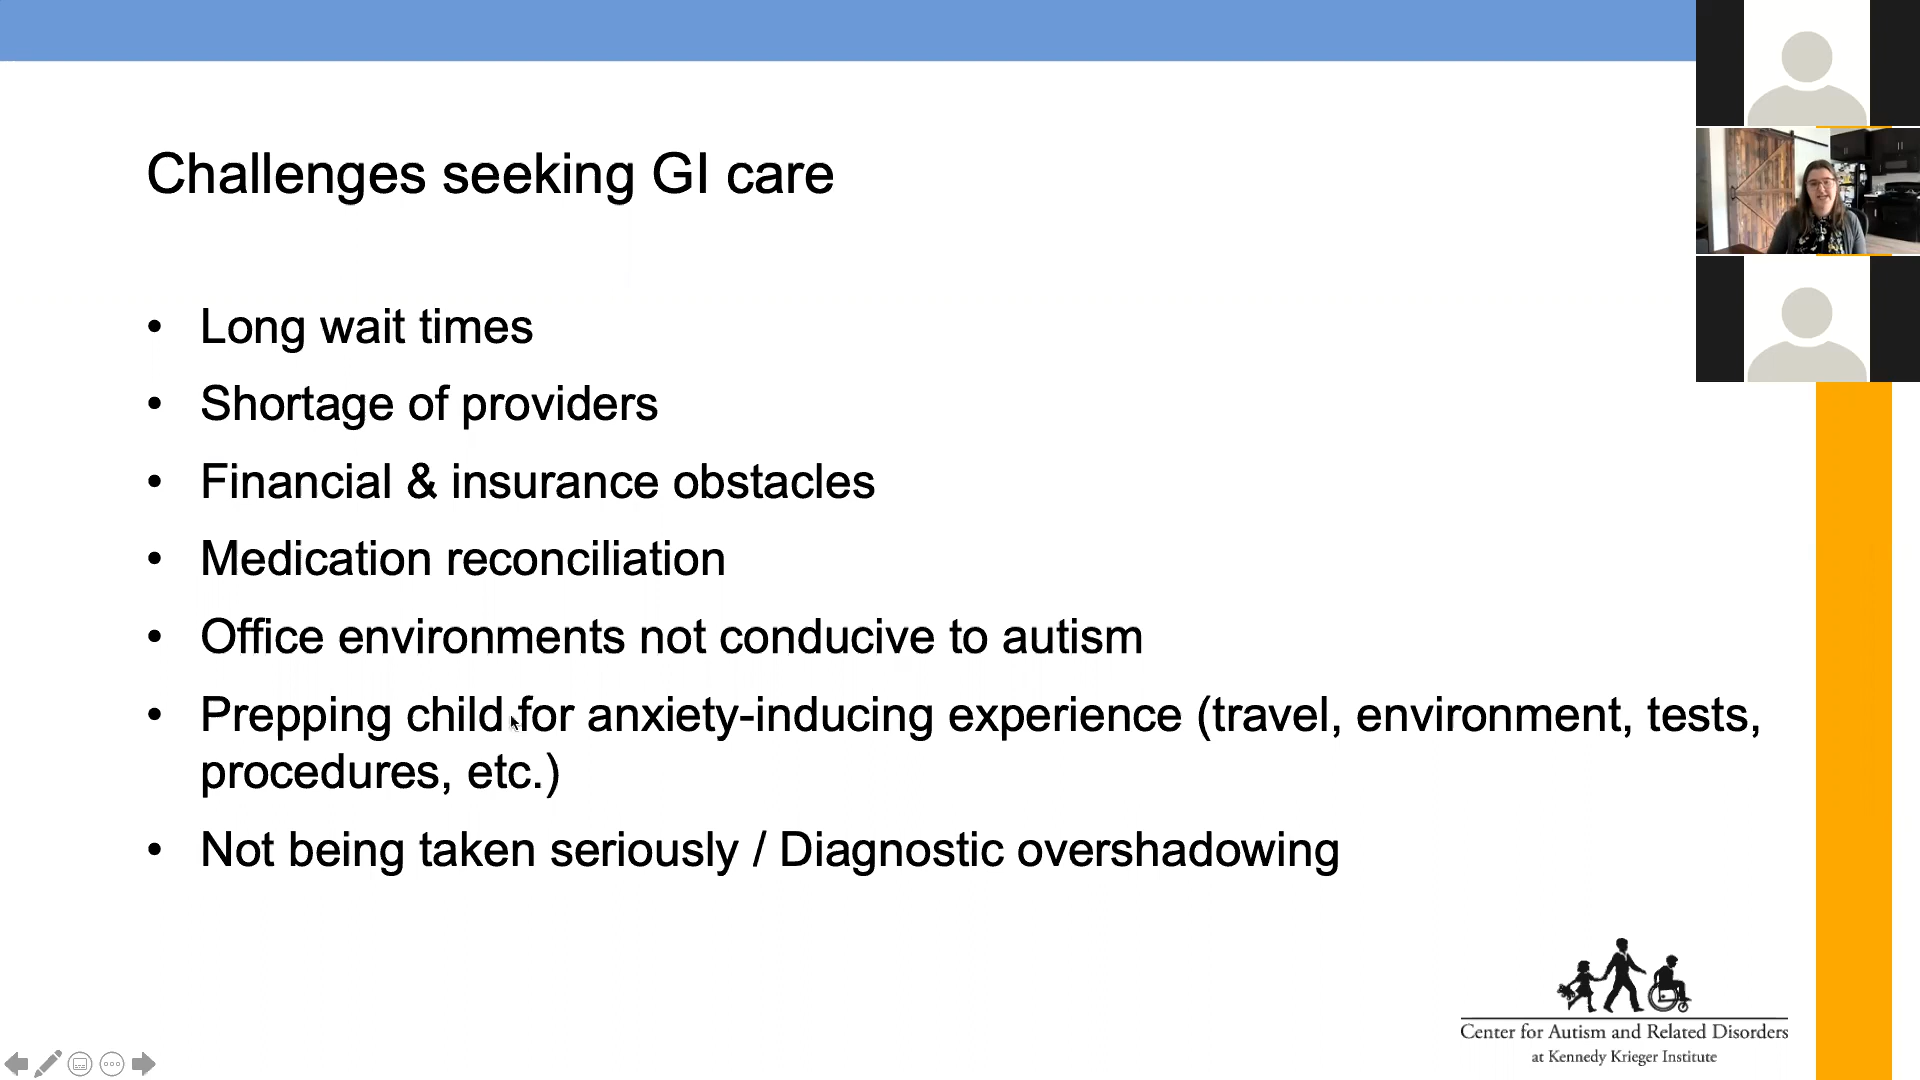 Challenges seeking GI care
• Long wait times
• Shortage of providers
• Financial & insurance obstacles
• Medication reconciliation
• Office environments not conducive to autism
• Prepping child for anxiety-inducing experience (travel, environment, tests,
procedures, etc.)
• Not being taken seriously / Diagnostic overshadowing
Center for Autism and Related Disorders
at Kennedy Krieger Institute